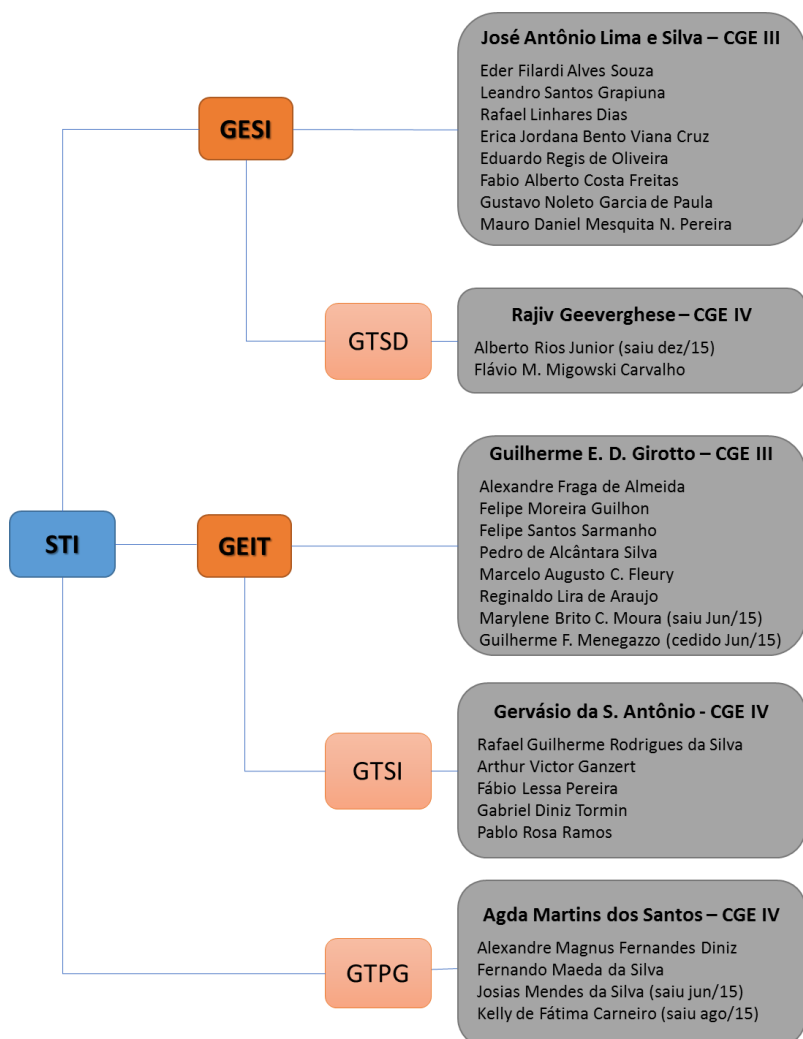 José Antônio Lima e Silva – CGE III
Eder Filardi Alves Souza
Leandro Santos Grapiuna
Rafael Linhares Dias
Erica Jordana Bento Viana Cruz
Eduardo Regis de Oliveira
Fabio Alberto Costa Freitas
Gustavo Noleto Garcia de Paula
Mauro Daniel Mesquita N. Pereira
GESI
GTSD
Rajiv Geeverghese – CGE IV
Alberto Rios Junior (saiu dez/15)
Flávio M. Migowski Carvalho
STI
GEIT
Guilherme E. D. Girotto – CGE III
Alexandre Fraga de Almeida
Felipe Moreira Guilhon
Felipe Santos Sarmanho
Pedro de Alcântara Silva
Marcelo Augusto C. Fleury
Reginaldo Lira de Araujo
Marylene Brito C. Moura (saiu Jun/15)
Guilherme F. Menegazzo (cedido Jun/15)
GTSI
Gervásio da S. Antônio - CGE IV
Rafael Guilherme Rodrigues da Silva
Arthur Victor Ganzert
Fábio Lessa Pereira
Gabriel Diniz Tormin
Pablo Rosa Ramos
GTPG
Agda Martins dos Santos – CGE IV
Alexandre Magnus Fernandes Diniz
Fernando Maeda da Silva
Josias Mendes da Silva (saiu jun/15)
Kelly de Fátima Carneiro (saiu ago/15)